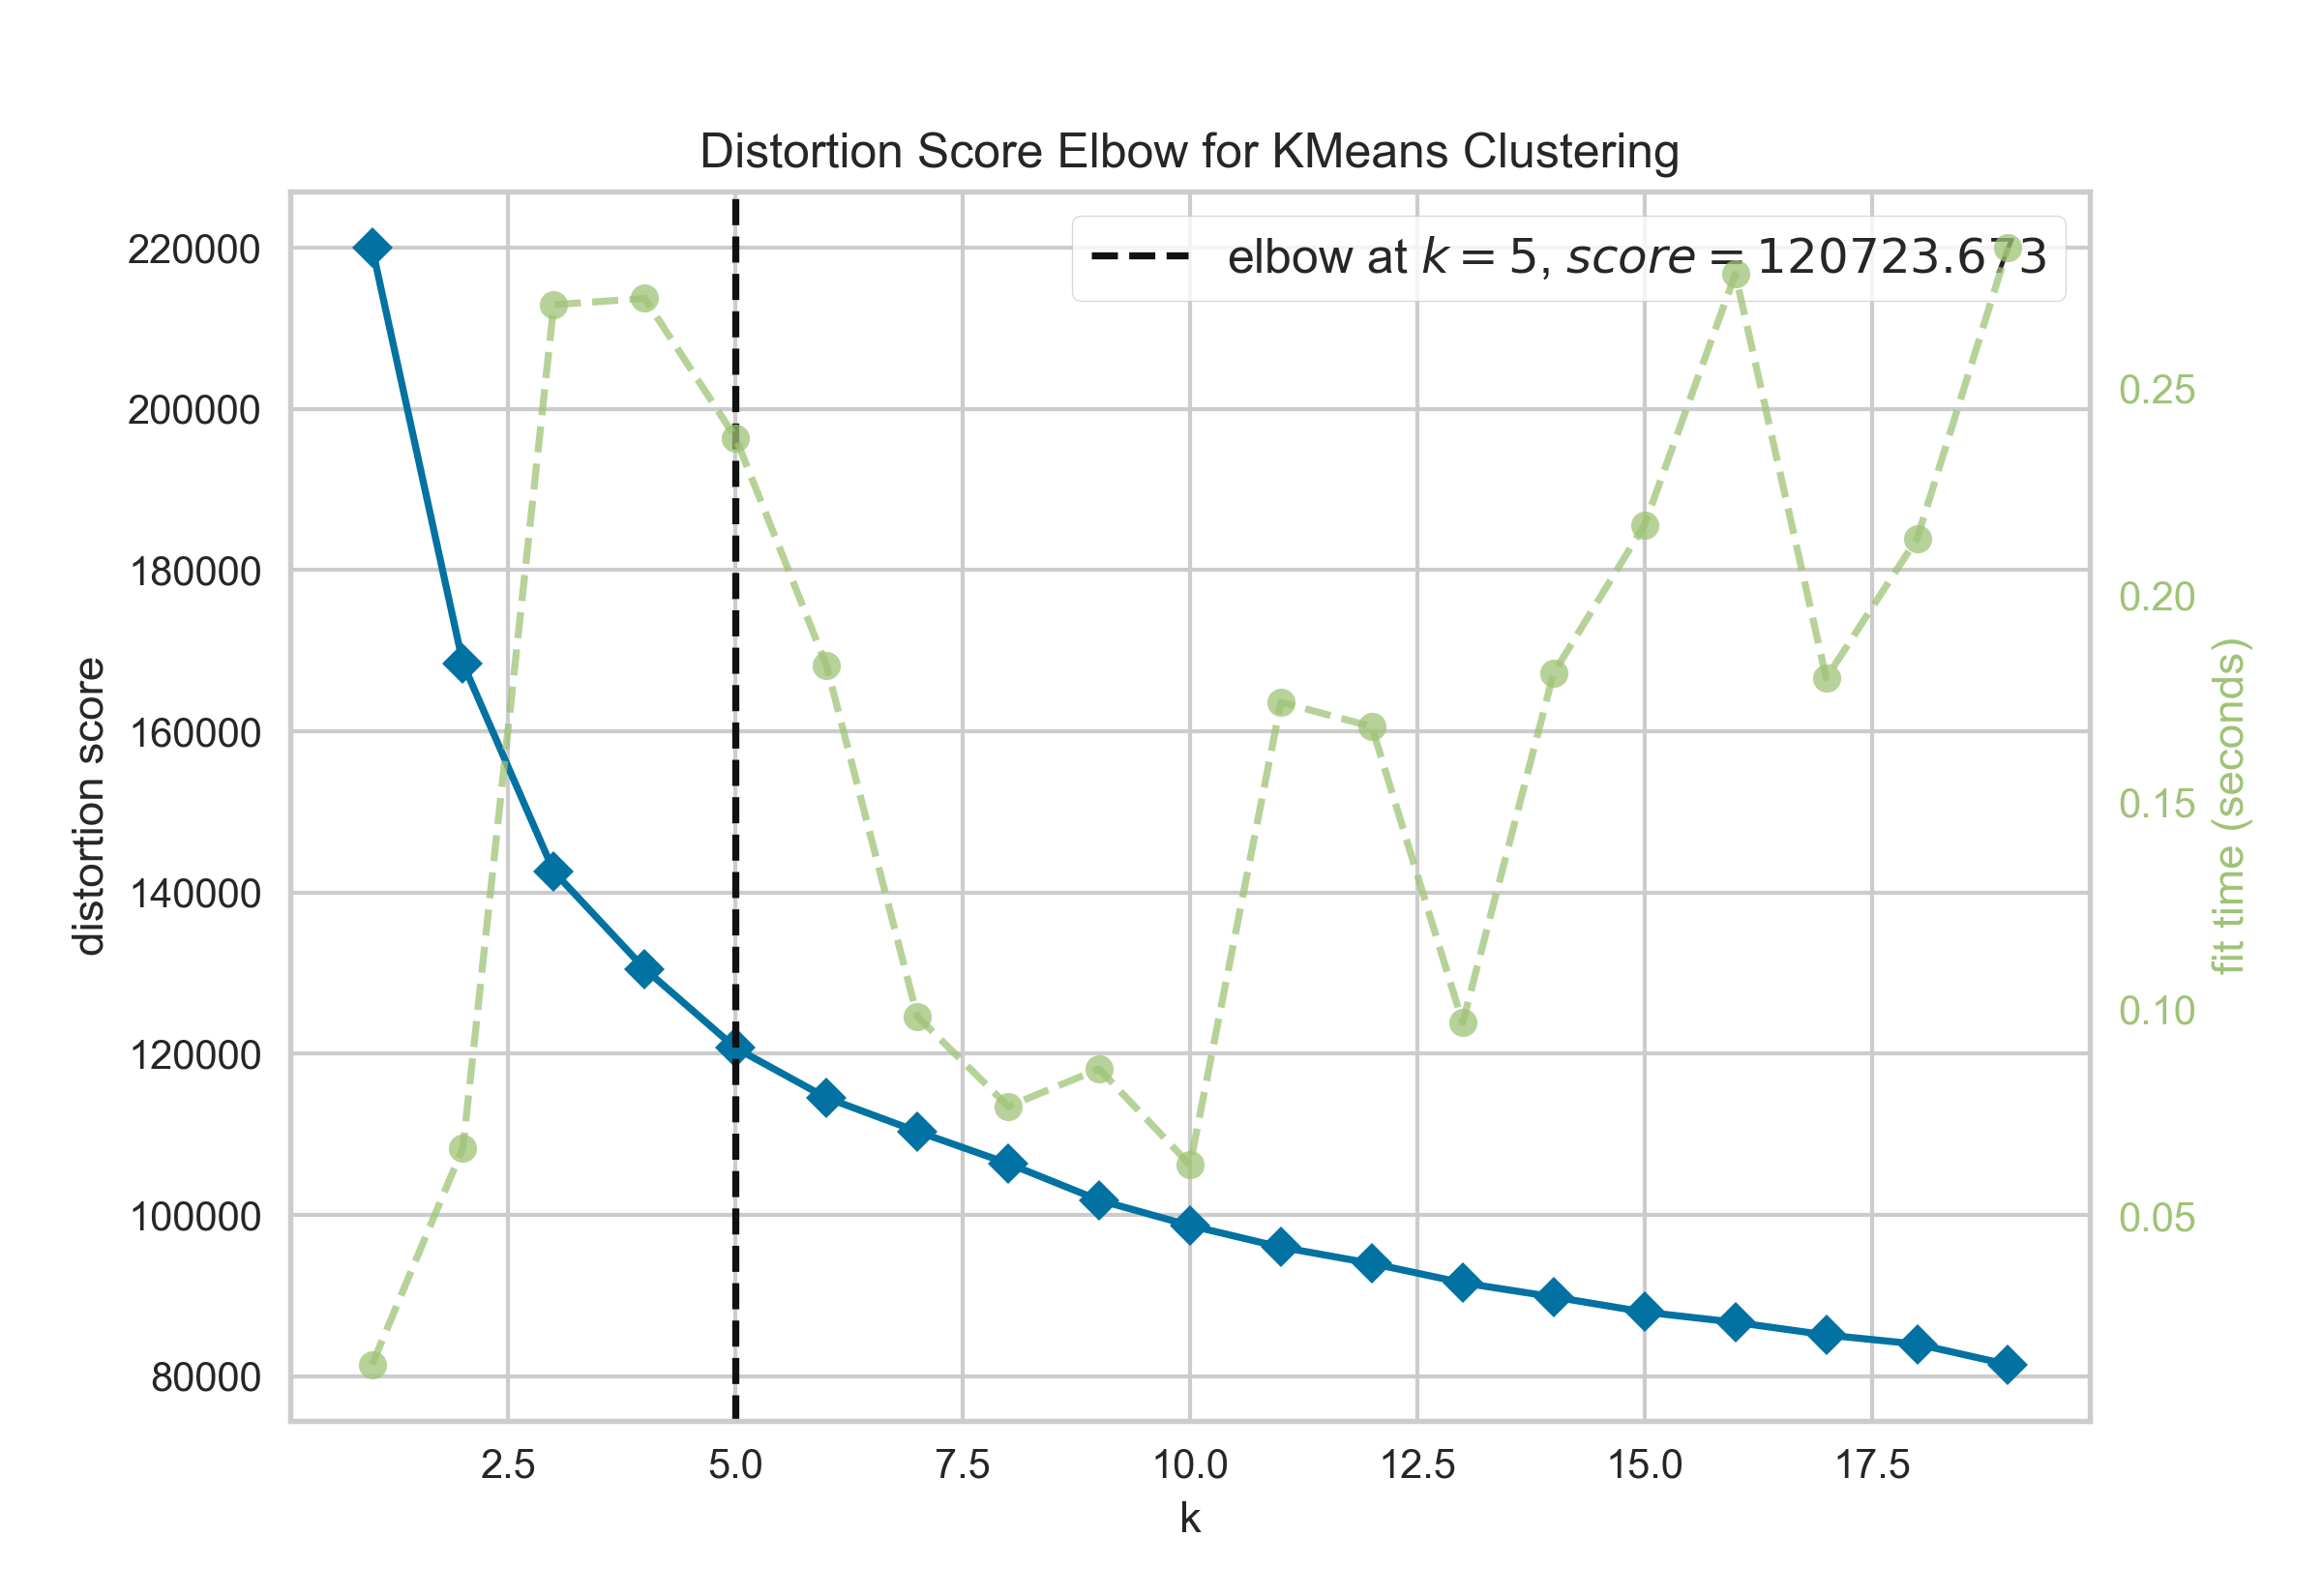 Distortion Score Elbow for KMeans Clustering
elbow at k = 5, score = 120723.673
220000
200000
180000
160000
140000
120000
100000
80000
distortion score
0.25
0.20
0.15
0.10
0.05
fit time (seconds)
2.5 5.0 7.5 10.0 12.5 15.0 17.5
k